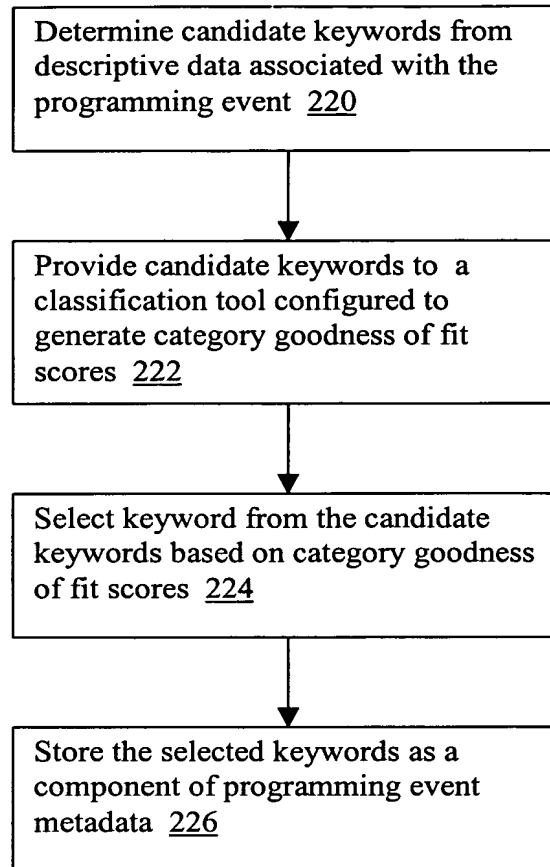 Determine candidate keywords from
descriptive data associated with the
programming event 220
Provide candidate keywords to a
classification tool configured to
generate category goodness of fit
scores 222
Select keyword from the candidate
keywords based on category goodness
of fit scores 224
Store the selected keywords as a
component of programming event
metadata 226